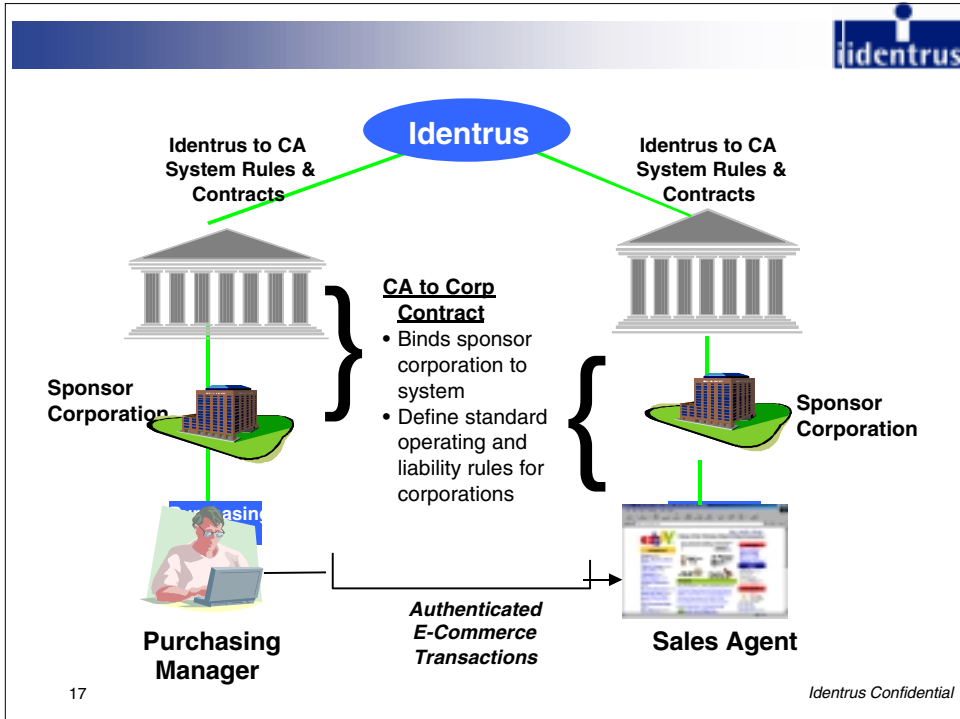 iidentrus
Identrus
Identrus to CA
System Rules &
Contracts
Identrus to CA
System Rules &
Contracts
CA to Corp
Contract
• Binds sponsor
corporation to
system
• Define standard
operating and
liability rules for
corporations
Sponsor
Corporation
Sponsor
Corporation
ebaY
Authenticated
E-Commerce
Transactions
Purchasing
Manager
Sales Agent
17
Identrus Confidential